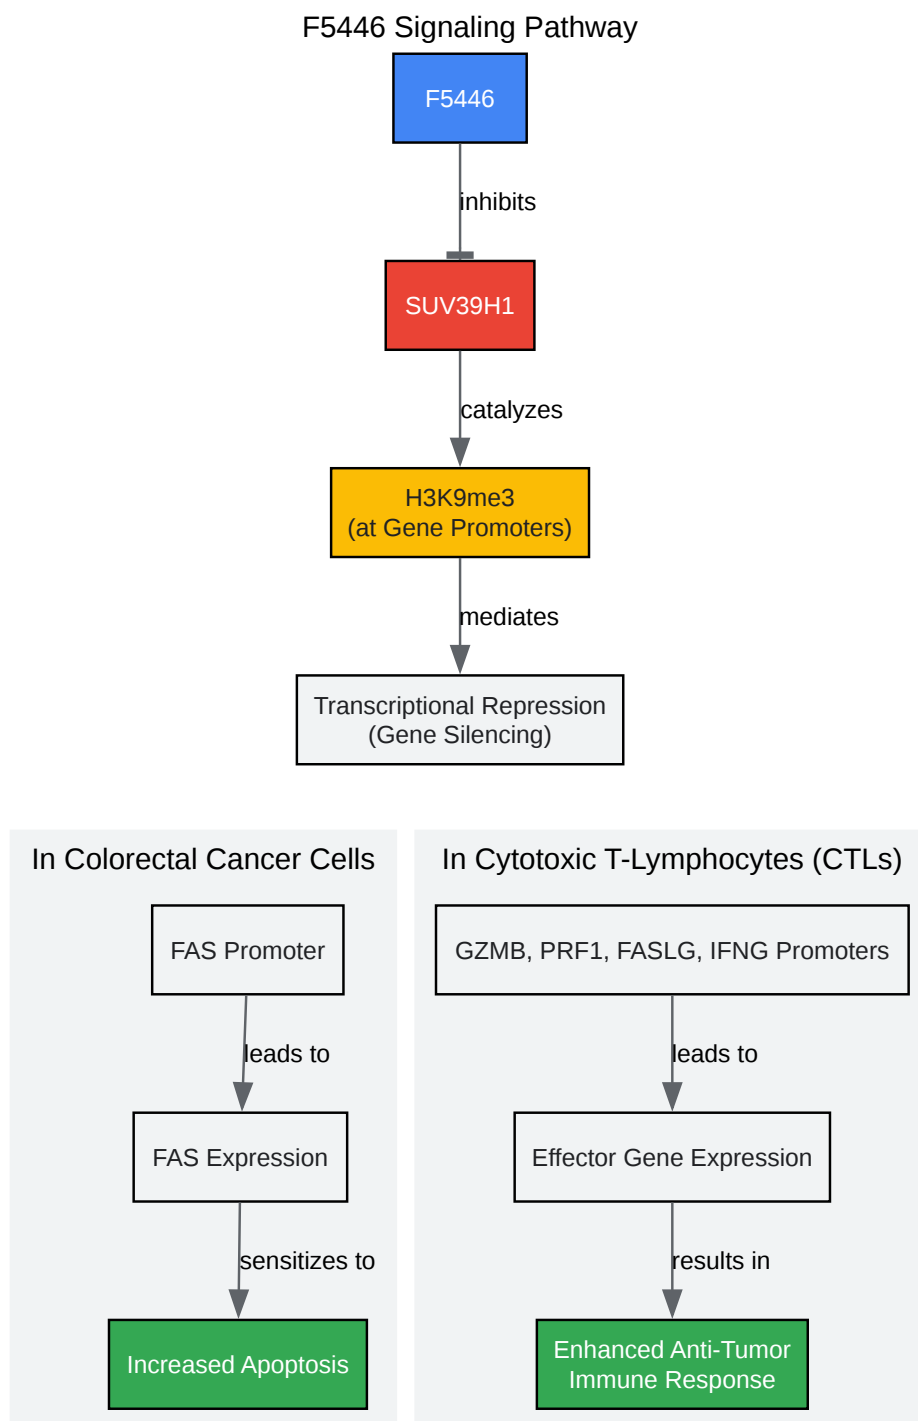 F5446 Signaling Pathway
F5446
inhibits
SUV39H1
catalyzes
H3K9me3
(at Gene Promoters)
mediates
Transcriptional Repression
(Gene Silencing)
In Colorectal Cancer Cells
FAS Promoter
leads to
FAS Expression
sensitizes to
Increased Apoptosis
In Cytotoxic T-Lymphocytes (CTLs)
GZMB, PRF1, FASLG, IFNG Promoters
leads to
Effector Gene Expression
results in
Enhanced Anti-Tumor
Immune Response